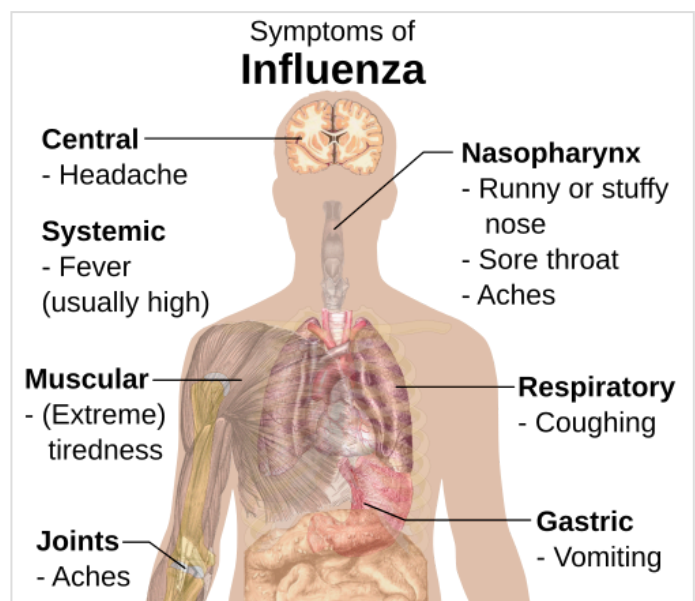 Symptoms of
Influenza
Central
- Headache
Systemic
- Fever
(usually high)
Muscular
- (Extreme)
tiredness
Joints
- Aches
Nasopharynx
- Runny or stuffy
nose
- Sore throat
- Aches
Respiratory
- Coughing
Gastric
- Vomiting